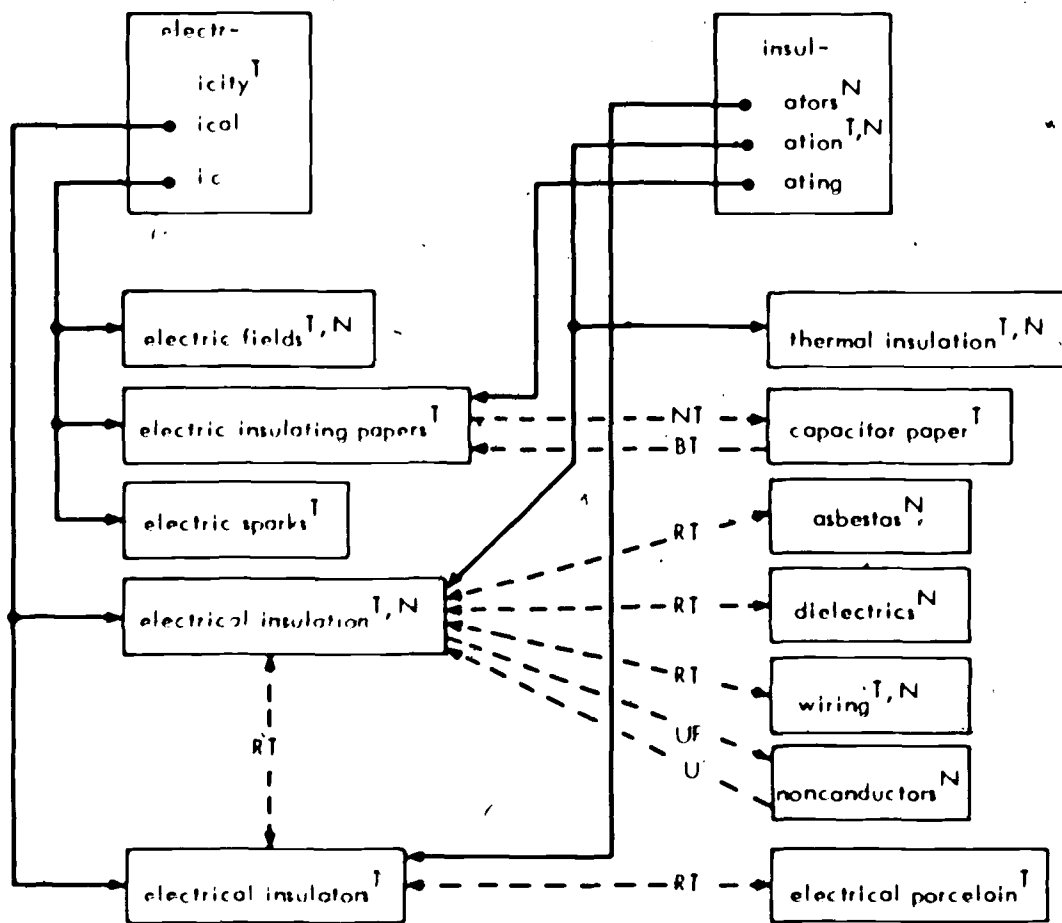 electr-
icity T
ical
ic
insul-
ators N
ation T,N
ating
electric fields T, N
thermal insulation T, N
electric insulating papers T
NT
BT
capacitor paper T
electric sparks T
RT
asbestos N
electrical insulation T, N
RT
dielectrics N
RT
wiring T, N
UF
U
nonconductors N
RT
electrical insulators T
RT
electrical porcelain T